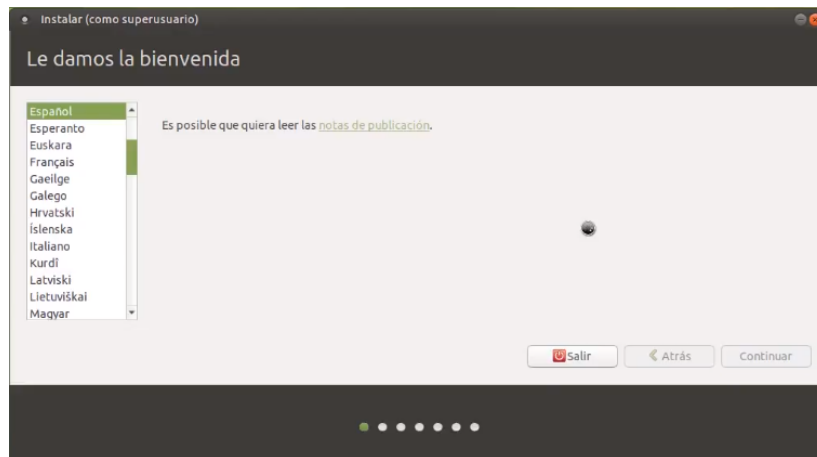 Instalar (como superusuario)
Le damos la bienvenida
Español
Esperanto
Euskara
Français
Gaeilge
Galego
Hrvatski
Íslenska
Italiano
Kurdî
Latviski
Lietuviškai
Magyar
Es posible que quiera leer las notas de publicación.
Salir
Atrás
Continuar